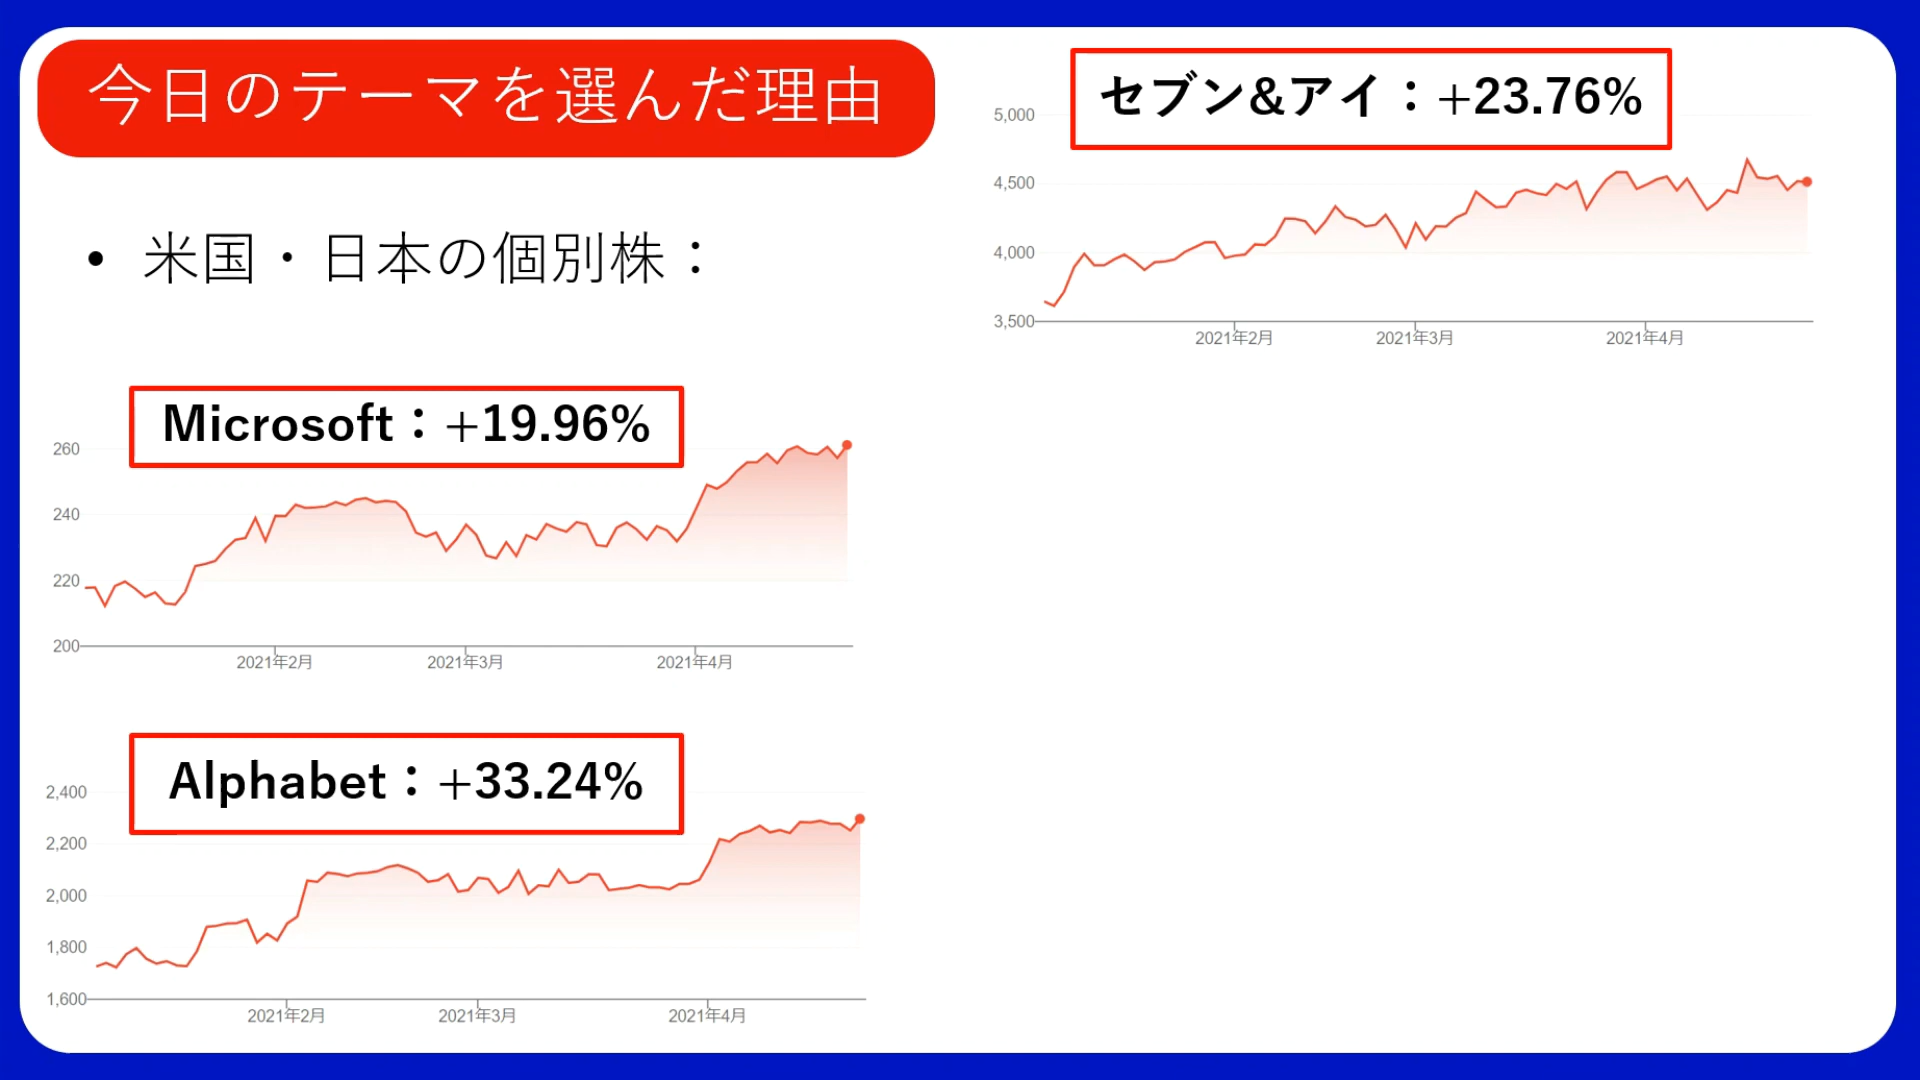 今日のテーマを選んだ理由
• 米国・日本の個別株：
Microsoft：+19.96%
260
240
220
200
2021年2月 2021年3月 2021年4月
Alphabet：+33.24%
2,400
2,200
2,000
1,800
1,600
2021年2月 2021年3月 2021年4月
セブン&アイ：+23.76%
5,000
4,500
4,000
3,500
2021年2月 2021年3月 2021年4月